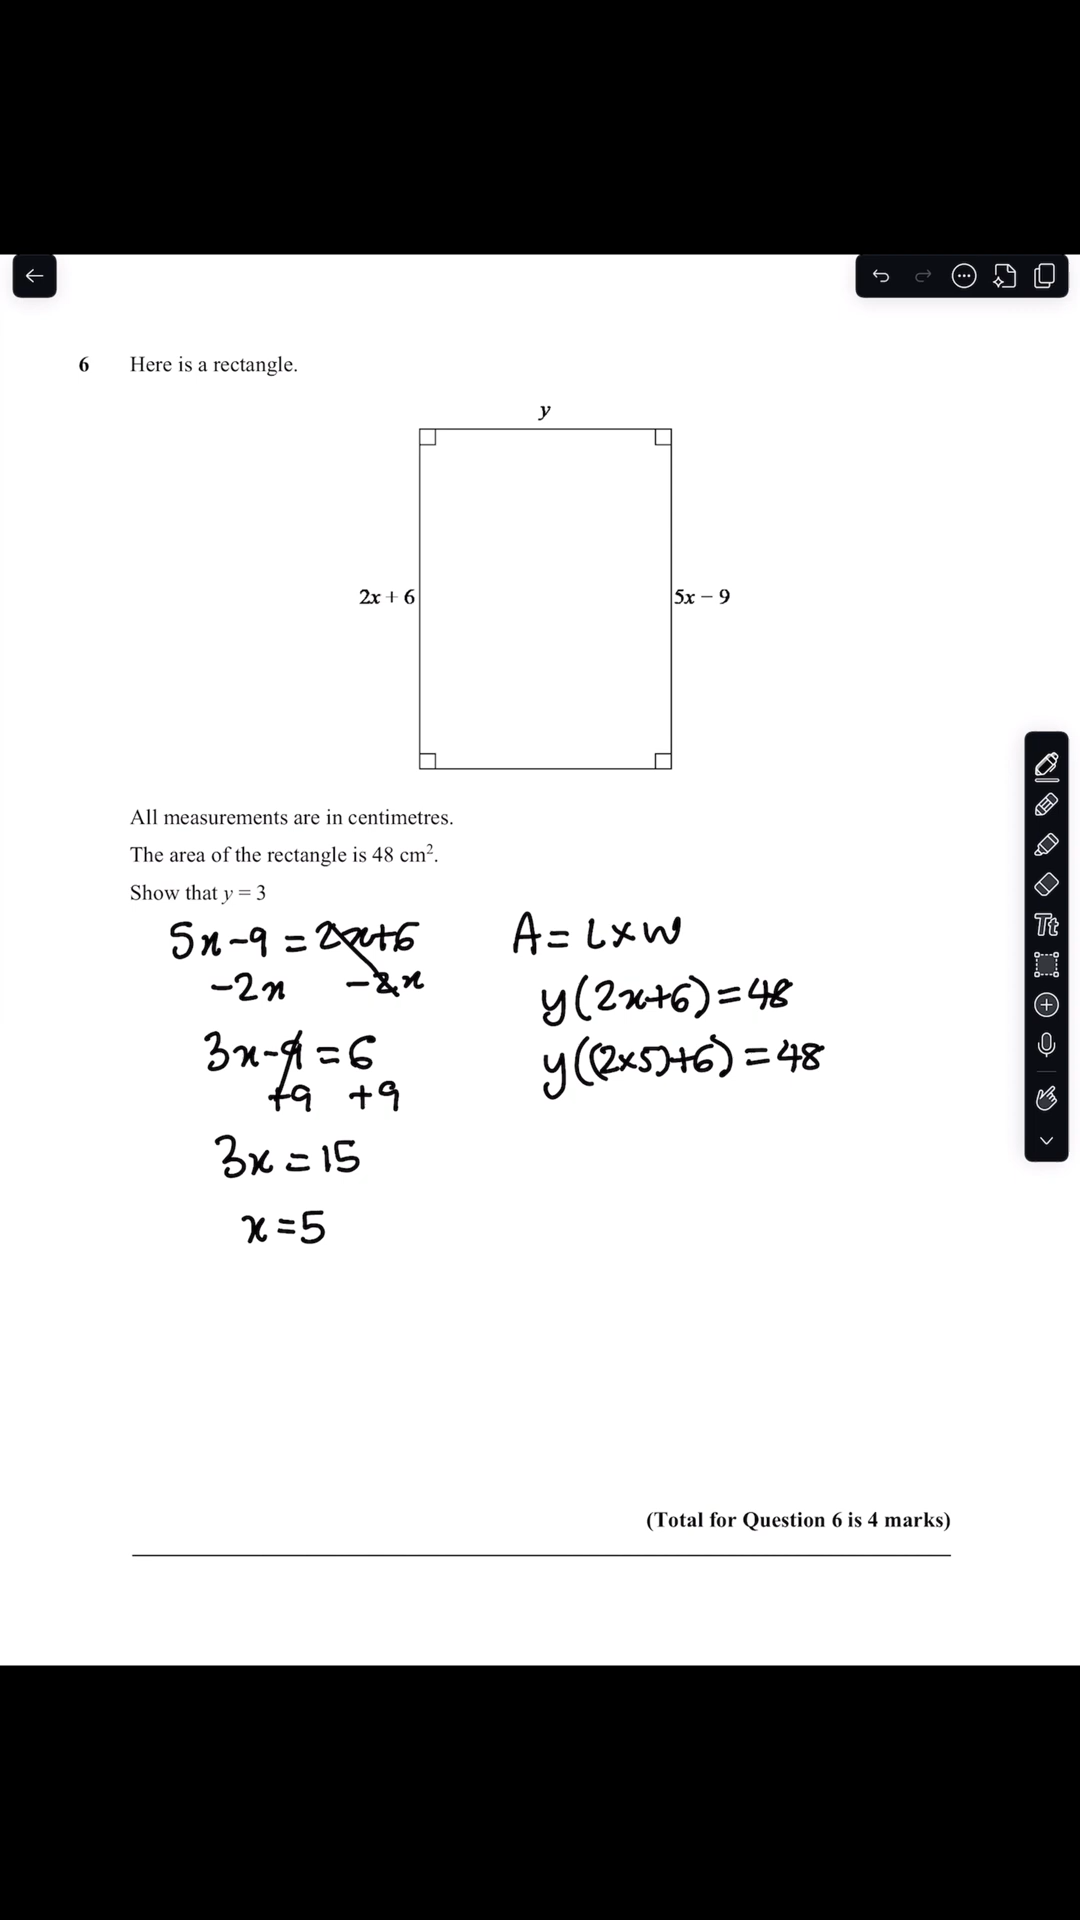 6 Here is a rectangle.
y
2x + 6
5x − 9
All measurements are in centimetres.
The area of the rectangle is 48 cm².
Show that y = 3
5x-9 = 2x+6
-2x -2x
3x-9 = 6
+9 +9
3x = 15
x = 5
A = L x W
y(2x+6) = 48
y((2x5)+6) = 48
Tt
(Total for Question 6 is 4 marks)